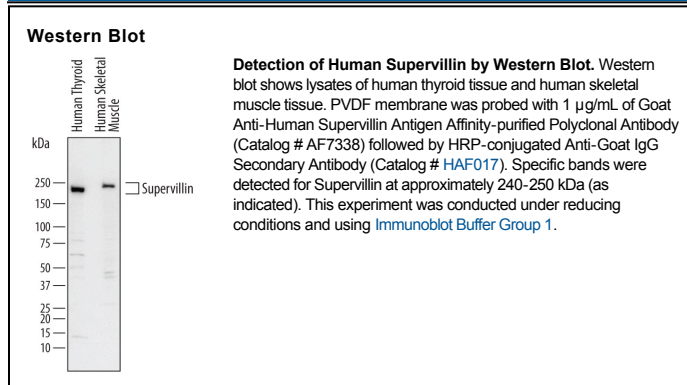 Western Blot
Human Thyroid
Human Skeletal
Muscle
kDa
250
150
100
75
50
37
25
20
15
10
Supervillin
Detection of Human Supervillin by Western Blot. Western
blot shows lysates of human thyroid tissue and human skeletal
muscle tissue. PVDF membrane was probed with 1 µg/mL of Goat
Anti-Human Supervillin Antigen Affinity-purified Polyclonal Antibody
(Catalog # AF7338) followed by HRP-conjugated Anti-Goat IgG
Secondary Antibody (Catalog # HAF017). Specific bands were
detected for Supervillin at approximately 240-250 kDa (as
indicated). This experiment was conducted under reducing
conditions and using Immunoblot Buffer Group 1.